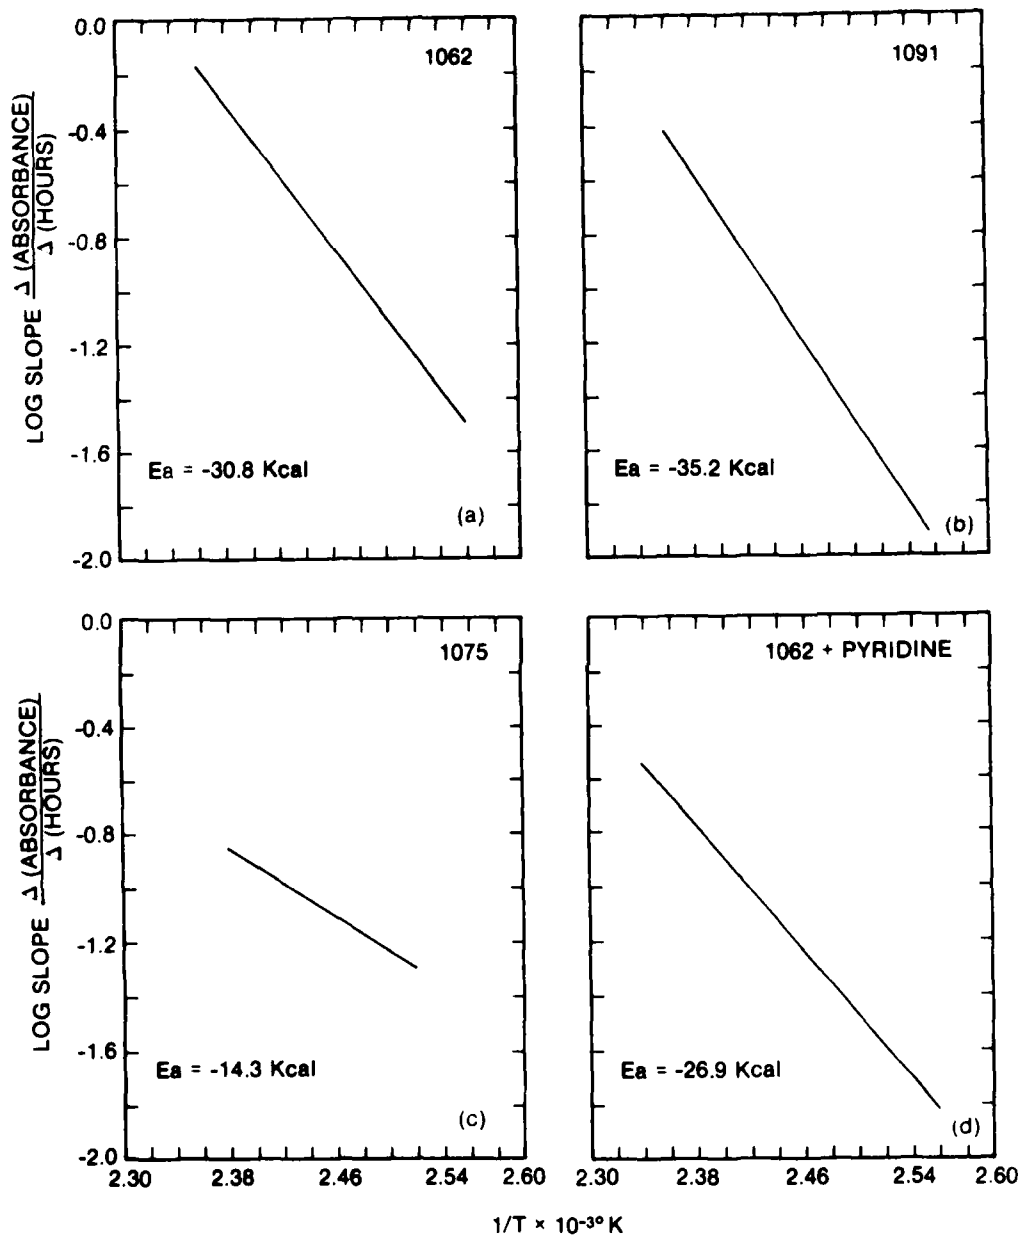 0.0
-0.4
-0.8
-1.2
-1.6
-2.0
LOG SLOPE Δ (ABSORBANCE)
Δ (HOURS)
1062
Ea = -30.8 Kcal
(a)
1091
Ea = -35.2 Kcal
(b)
0.0
-0.4
-0.8
-1.2
-1.6
-2.0
LOG SLOPE Δ (ABSORBANCE)
Δ (HOURS)
1075
Ea = -14.3 Kcal
(c)
2.30 2.38 2.46 2.54 2.60
1062 + PYRIDINE
Ea = -26.9 Kcal
(d)
2.30 2.38 2.46 2.54 2.60
1/T × 10⁻³° K